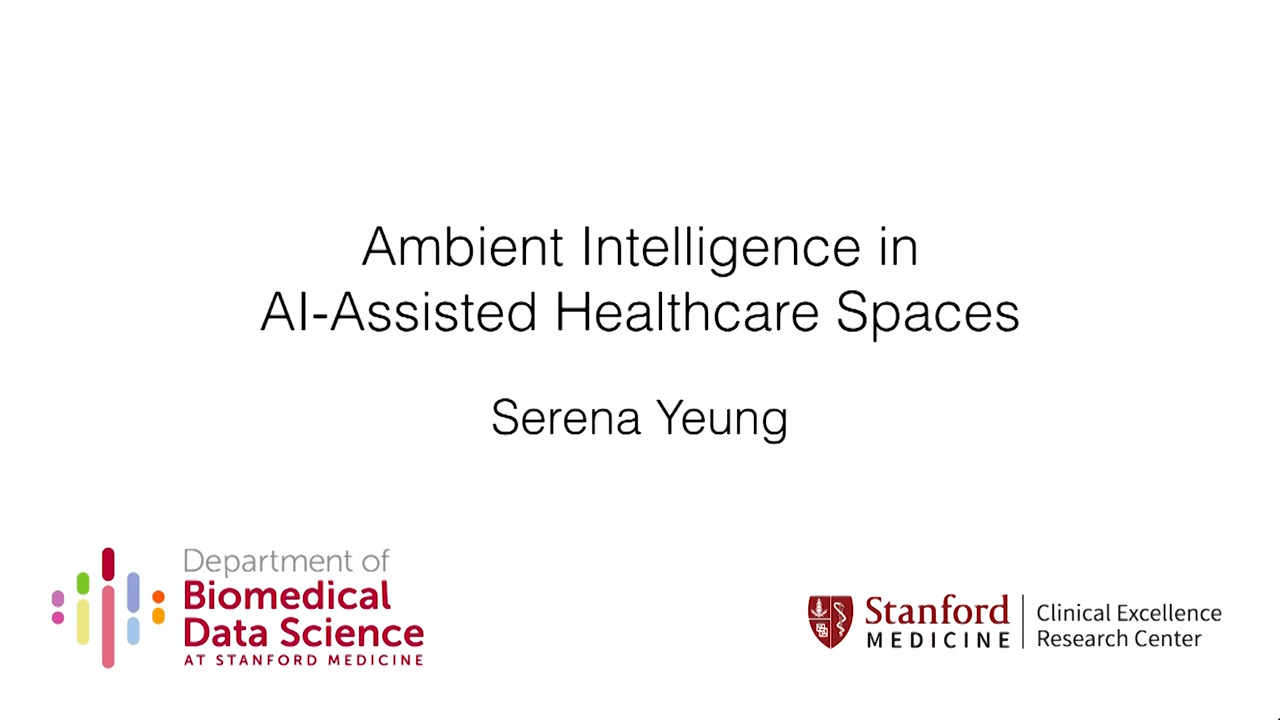 Ambient Intelligence in
AI-Assisted Healthcare Spaces
Serena Yeung
Department of
Biomedical
Data Science
AT STANFORD MEDICINE
Stanford
MEDICINE
Clinical Excellence
Research Center